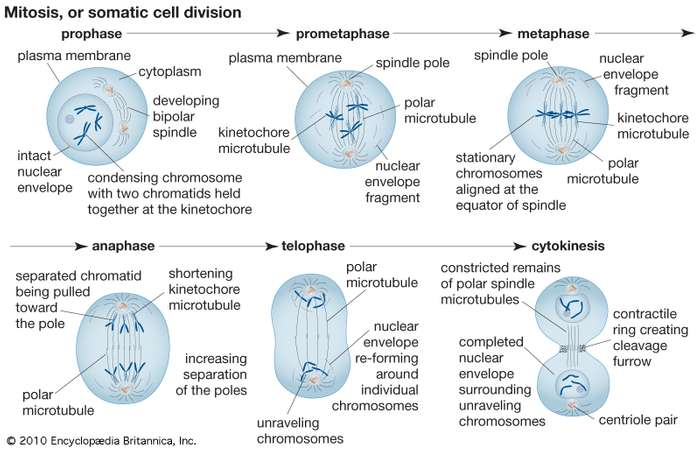 Mitosis, or somatic cell division
prophase
plasma membrane
cytoplasm
developing
bipolar
spindle
intact
nuclear
envelope
condensing chromosome
with two chromatids held
together at the kinetochore
prometaphase
plasma membrane
spindle pole
polar
microtubule
kinetochore
microtubule
nuclear
envelope
fragment
metaphase
spindle pole
nuclear
envelope
fragment
kinetochore
microtubule
polar
microtubule
stationary
chromosomes
aligned at the
equator of spindle
anaphase
separated chromatid
being pulled
toward
the pole
shortening
kinetochore
microtubule
increasing
separation
of the poles
polar
microtubule
telophase
polar
microtubule
nuclear
envelope
re-forming
around
individual
chromosomes
unraveling
chromosomes
cytokinesis
constricted remains
of polar spindle
microtubules
contractile
ring creating
cleavage
furrow
completed
nuclear
envelope
surrounding
unraveling
chromosomes
centriole pair
© 2010 Encyclopædia Britannica, Inc.